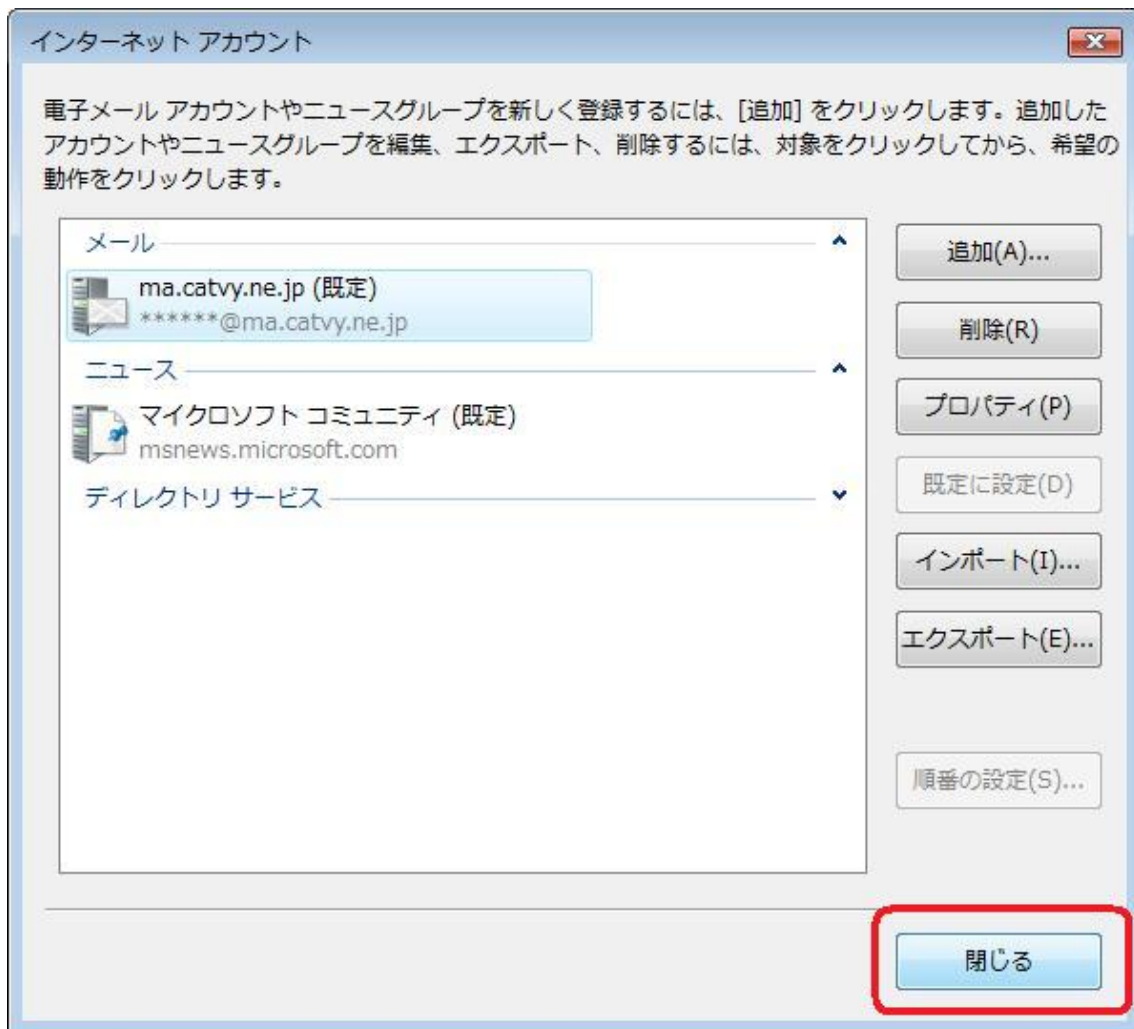 インターネット アカウント
電子メール アカウントやニュースグループを新しく登録するには、[追加] をクリックします。追加した
アカウントやニュースグループを編集、エクスポート、削除するには、対象をクリックしてから、希望の
動作をクリックします。
メール
ma.catvy.ne.jp (既定)
******@ma.catvy.ne.jp
ニュース
マイクロソフト コミュニティ (既定)
msnews.microsoft.com
ディレクトリ サービス
追加(A)...
削除(R)
プロパティ(P)
既定に設定(D)
インポート(I)...
エクスポート(E)...
順番の設定(S)...
閉じる